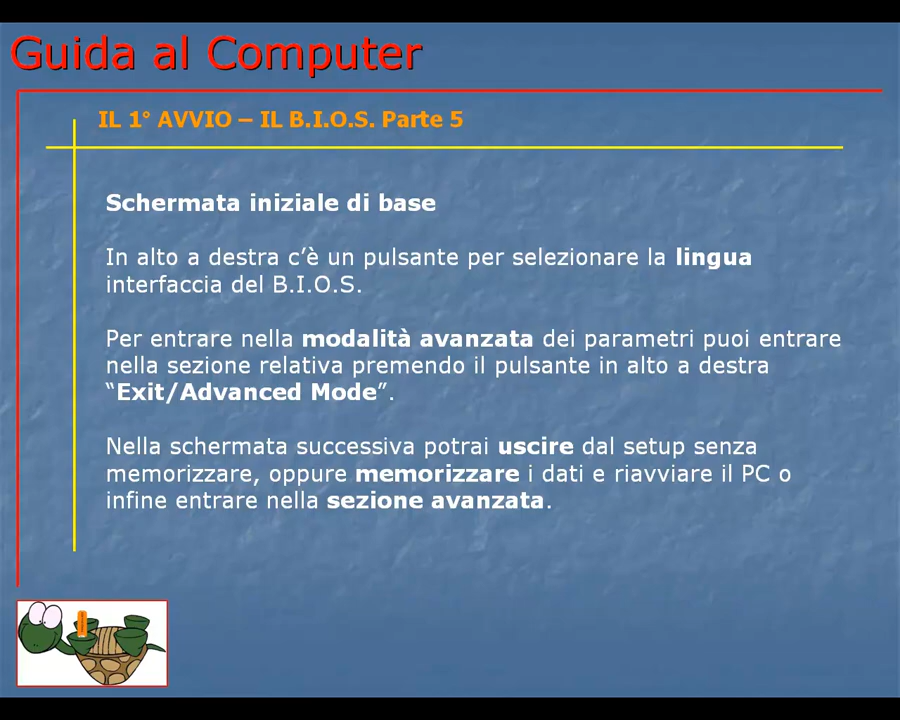 Guida al Computer
IL 1° AVVIO – IL B.I.O.S. Parte 5
Schermata iniziale di base
In alto a destra c’è un pulsante per selezionare la lingua
interfaccia del B.I.O.S.
Per entrare nella modalità avanzata dei parametri puoi entrare
nella sezione relativa premendo il pulsante in alto a destra
“Exit/Advanced Mode”.
Nella schermata successiva potrai uscire dal setup senza
memorizzare, oppure memorizzare i dati e riavviare il PC o
infine entrare nella sezione avanzata.